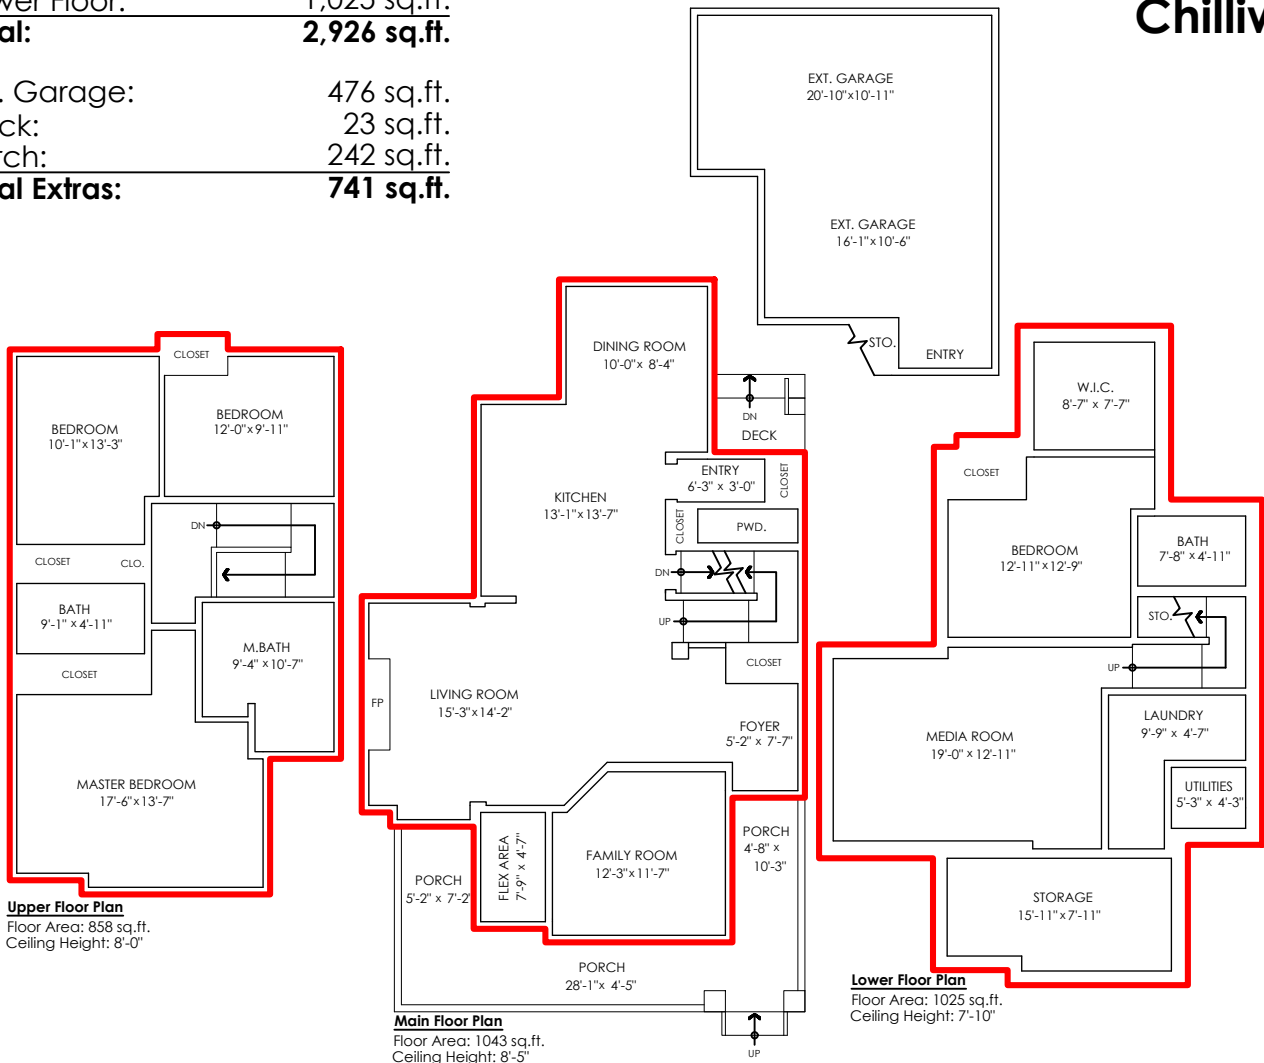 1,025 sq.ft.
2,926 sq.ft.
Garage: 476 sq.ft.
23 sq.ft.
242 sq.ft.
Extras: 741 sq.ft.
EXT. GARAGE
20'-10"x10'-11"
EXT. GARAGE
16'-1"x10'-6"
STO.
ENTRY
CLOSET
BEDROOM
10'-1"x13'-3"
BEDROOM
12'-0"x9'-11"
DN
CLOSET
CLO.
BATH
9'-1" x 4'-11"
M.BATH
9'-4" x 10'-7"
CLOSET
MASTER BEDROOM
17'-6"x13'-7"
Upper Floor Plan
Floor Area: 858 sq.ft.
Ceiling Height: 8'-0"
DINING ROOM
10'-0"x 8'-4"
DN
DECK
ENTRY
6'-3" x 3'-0"
CLOSET
KITCHEN
13'-1"x13'-7"
CLOSET
PWD.
DN
UP
CLOSET
LIVING ROOM
15'-3"x14'-2"
FP
FOYER
5'-2" x 7'-7"
FLEX AREA
7'-9" x 4'-7"
FAMILY ROOM
12'-3"x11'-7"
PORCH
4'-8" x
10'-3"
PORCH
5'-2" x 7'-2"
PORCH
28'-1"x 4'-5"
UP
Main Floor Plan
Floor Area: 1043 sq.ft.
Ceiling Height: 8'-5"
W.I.C.
8'-7" x 7'-7"
CLOSET
BEDROOM
12'-11"x12'-9"
BATH
7'-8"x4'-11"
STO.
UP
MEDIA ROOM
19'-0" x 12'-11"
LAUNDRY
9'-9" x 4'-7"
UTILITIES
5'-3" x 4'-3"
STORAGE
15'-11"x7'-11"
Lower Floor Plan
Floor Area: 1025 sq.ft.
Ceiling Height: 7'-10"